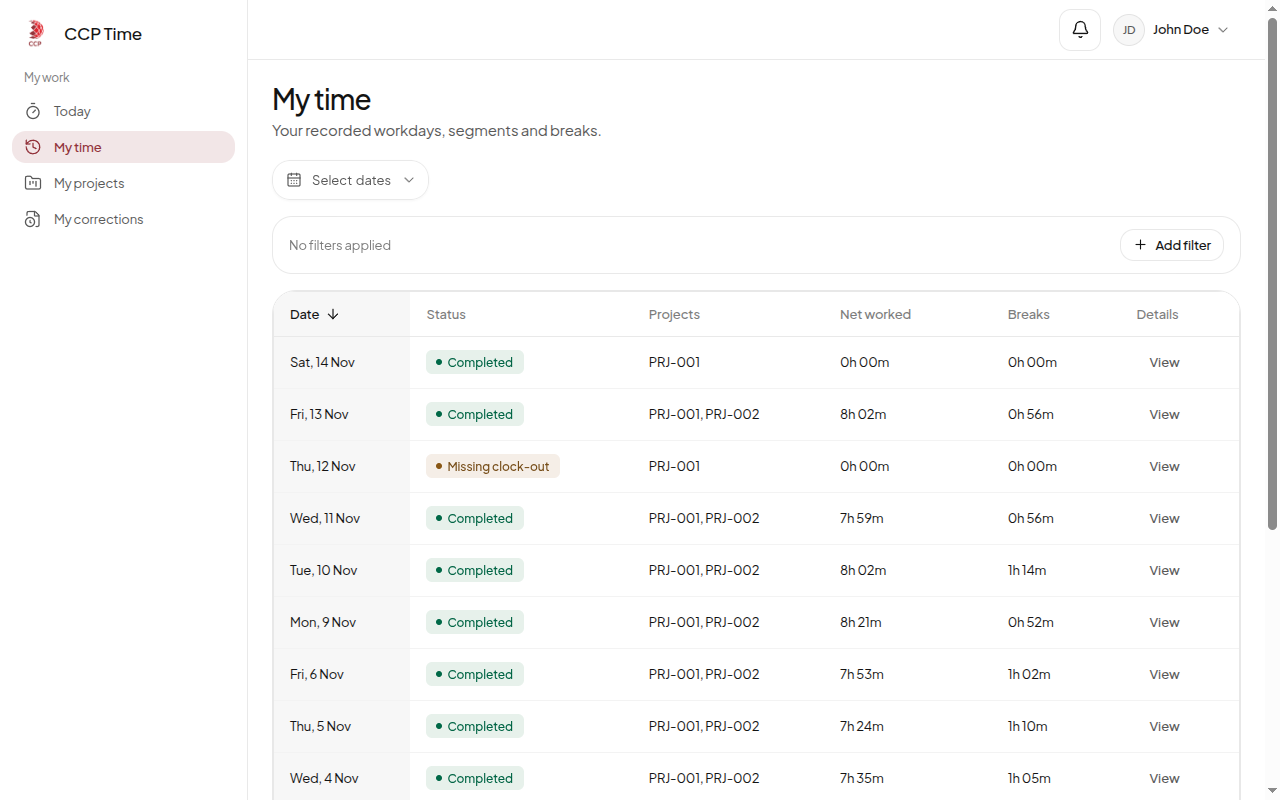 CCP
CCP Time
JD
John Doe
My work
Today
My time
My projects
My corrections
My time
Your recorded workdays, segments and breaks.
Select dates
No filters applied
Add filter
Date Status Projects Net worked Breaks Details
Sat, 14 Nov Completed PRJ-001 0h 00m 0h 00m View
Fri, 13 Nov Completed PRJ-001, PRJ-002 8h 02m 0h 56m View
Thu, 12 Nov Missing clock-out PRJ-001 0h 00m 0h 00m View
Wed, 11 Nov Completed PRJ-001, PRJ-002 7h 59m 0h 56m View
Tue, 10 Nov Completed PRJ-001, PRJ-002 8h 02m 1h 14m View
Mon, 9 Nov Completed PRJ-001, PRJ-002 8h 21m 0h 52m View
Fri, 6 Nov Completed PRJ-001, PRJ-002 7h 53m 1h 02m View
Thu, 5 Nov Completed PRJ-001, PRJ-002 7h 24m 1h 10m View
Wed, 4 Nov Completed PRJ-001, PRJ-002 7h 35m 1h 05m View